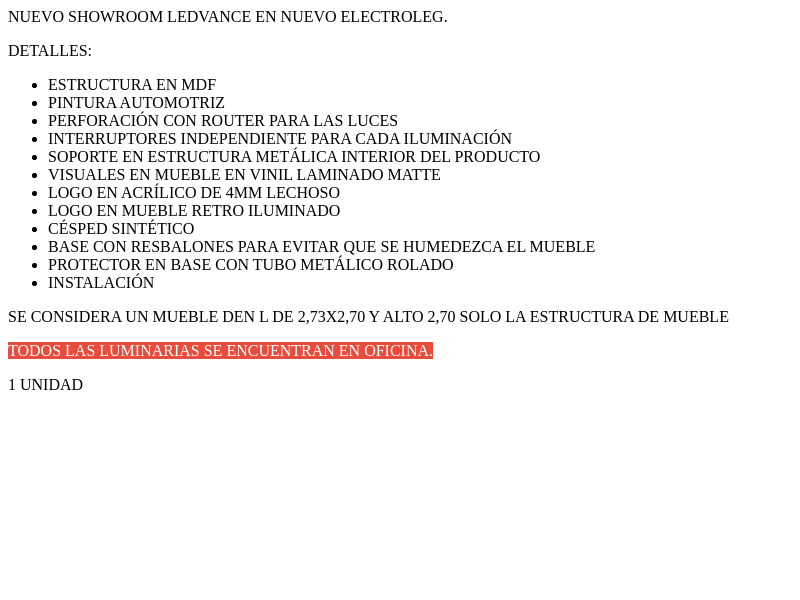 NUEVO SHOWROOM LEDVANCE EN NUEVO ELECTROLEG.
DETALLES:
ESTRUCTURA EN MDF
PINTURA AUTOMOTRIZ
PERFORACIÓN CON ROUTER PARA LAS LUCES
INTERRUPTORES INDEPENDIENTE PARA CADA ILUMINACIÓN
SOPORTE EN ESTRUCTURA METÁLICA INTERIOR DEL PRODUCTO
VISUALES EN MUEBLE EN VINIL LAMINADO MATTE
LOGO EN ACRÍLICO DE 4MM LECHOSO
LOGO EN MUEBLE RETRO ILUMINADO
CÉSPED SINTÉTICO
BASE CON RESBALONES PARA EVITAR QUE SE HUMEDEZCA EL MUEBLE
PROTECTOR EN BASE CON TUBO METÁLICO ROLADO
INSTALACIÓN
SE CONSIDERA UN MUEBLE DEN L DE 2,73X2,70 Y ALTO 2,70 SOLO LA ESTRUCTURA DE MUEBLE
TODOS LAS LUMINARIAS SE ENCUENTRAN EN OFICINA.
1 UNIDAD